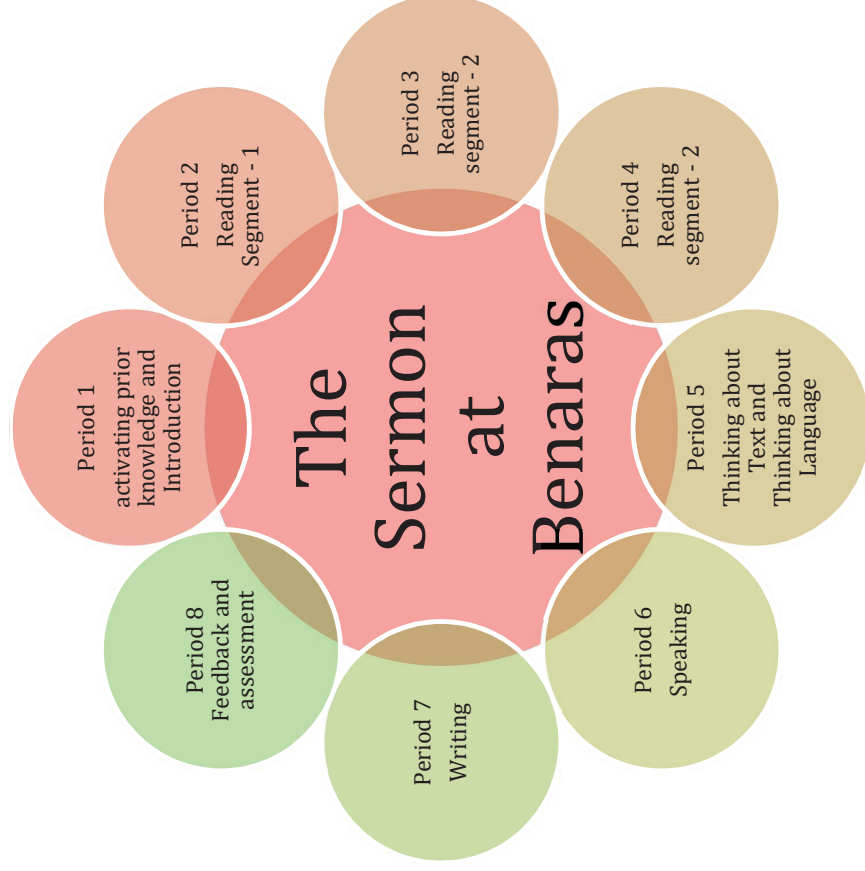 The
Sermon
at
Benaras
Period 1
activating prior
knowledge and
Introduction
Period 2
Reading
Segment - 1
Period 3
Reading
segment - 2
Period 4
Reading
segment - 2
Period 5
Thinking about
Text and
Thinking about
Language
Period 6
Speaking
Period 7
Writing
Period 8
Feedback and
assessment